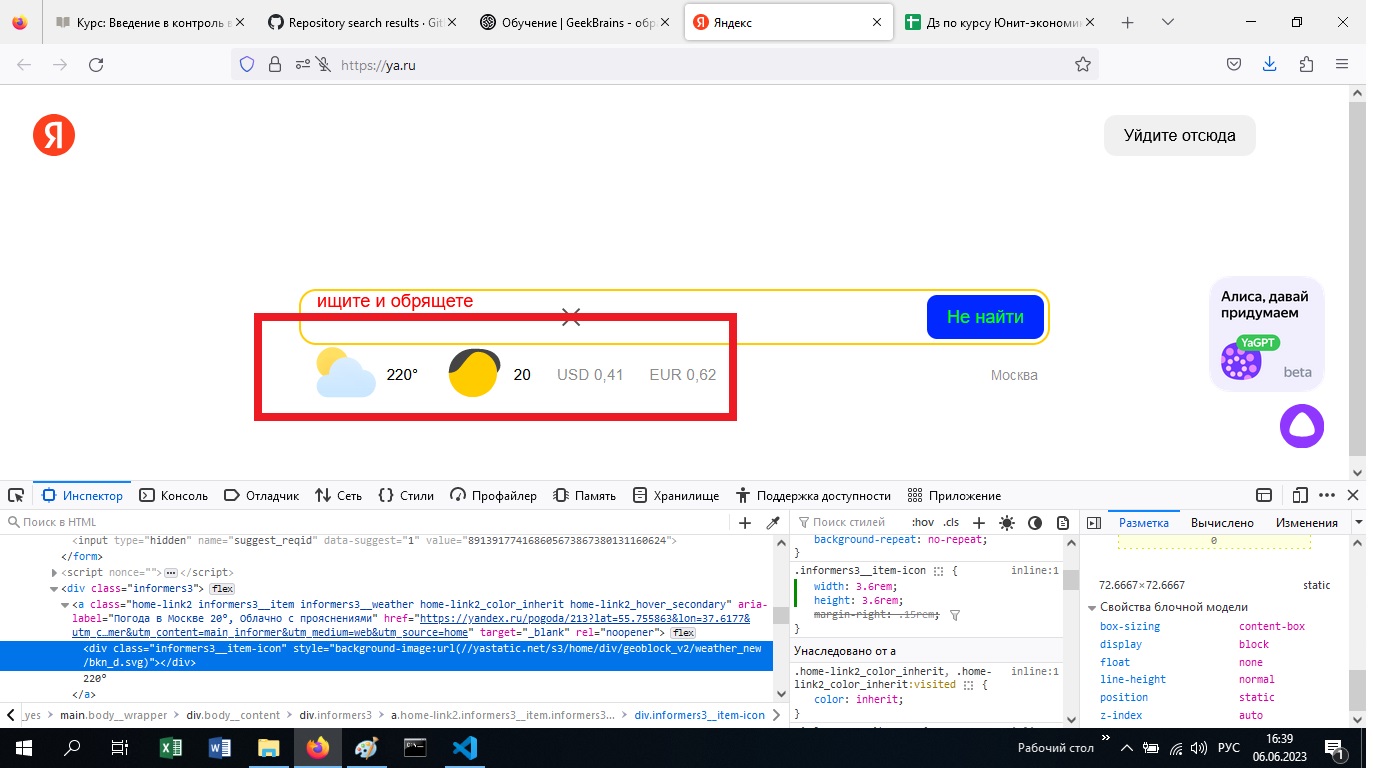 Курс: Введение в контроль в
Repository search results · Git
Обучение | GeekBrains - обр
Яндекс
Дз по курсу Юнит-экономик
https://ya.ru
Я
Уйдите отсюда
ищите и обрящете
Не найти
220°
20
USD 0,41
EUR 0,62
Москва
Алиса, давай
придумаем
YaGPT
beta
Инспектор
Консоль
Отладчик
Сеть
Стили
Профайлер
Память
Хранилище
Поддержка доступности
Приложение
Поиск в HTML
<input type="hidden" name="suggest_reqid" data-suggest="1" value="891391774168605673867380131160624">
</form>
<script nonce=""> </script>
<div class="informers3"> flex
<a class="home-link2 informers3__item informers3__weather home-link2_color_inherit home-link2_hover_secondary" aria-
label="Погода в Москве 20°, Облачно с прояснениями" href="https://yandex.ru/pogoda/213?lat=55.755863&lon=37.6177&
utm_c…mer&utm_content=main_informer&utm_medium=web&utm_source=home" target="_blank" rel="noopener"> flex
<div class="informers3__item-icon" style="background-image:url(//yastatic.net/s3/home/div/geoblock_v2/weather_new
/bkn_d.svg)"></div>
220°
</a>
_yes > main.body__wrapper > div.body__content > div.informers3 > a.home-link2.informers3__item.informers3… > div.informers3__item-icon
Поиск стилей
:hov .cls
background-repeat: no-repeat;
}
.informers3__item-icon { inline:1
width: 3.6rem;
height: 3.6rem;
margin-right: .15rem;
}
Унаследовано от a
.home-link2_color_inherit, .home- inline:1
link2_color_inherit:visited {
color: inherit;
}
Разметка
Вычислено
Изменения
0
72.6667×72.6667 static
Свойства блочной модели
box-sizing content-box
display block
float none
line-height normal
position static
z-index auto
Рабочий стол
РУС
16:39
06.06.2023
1